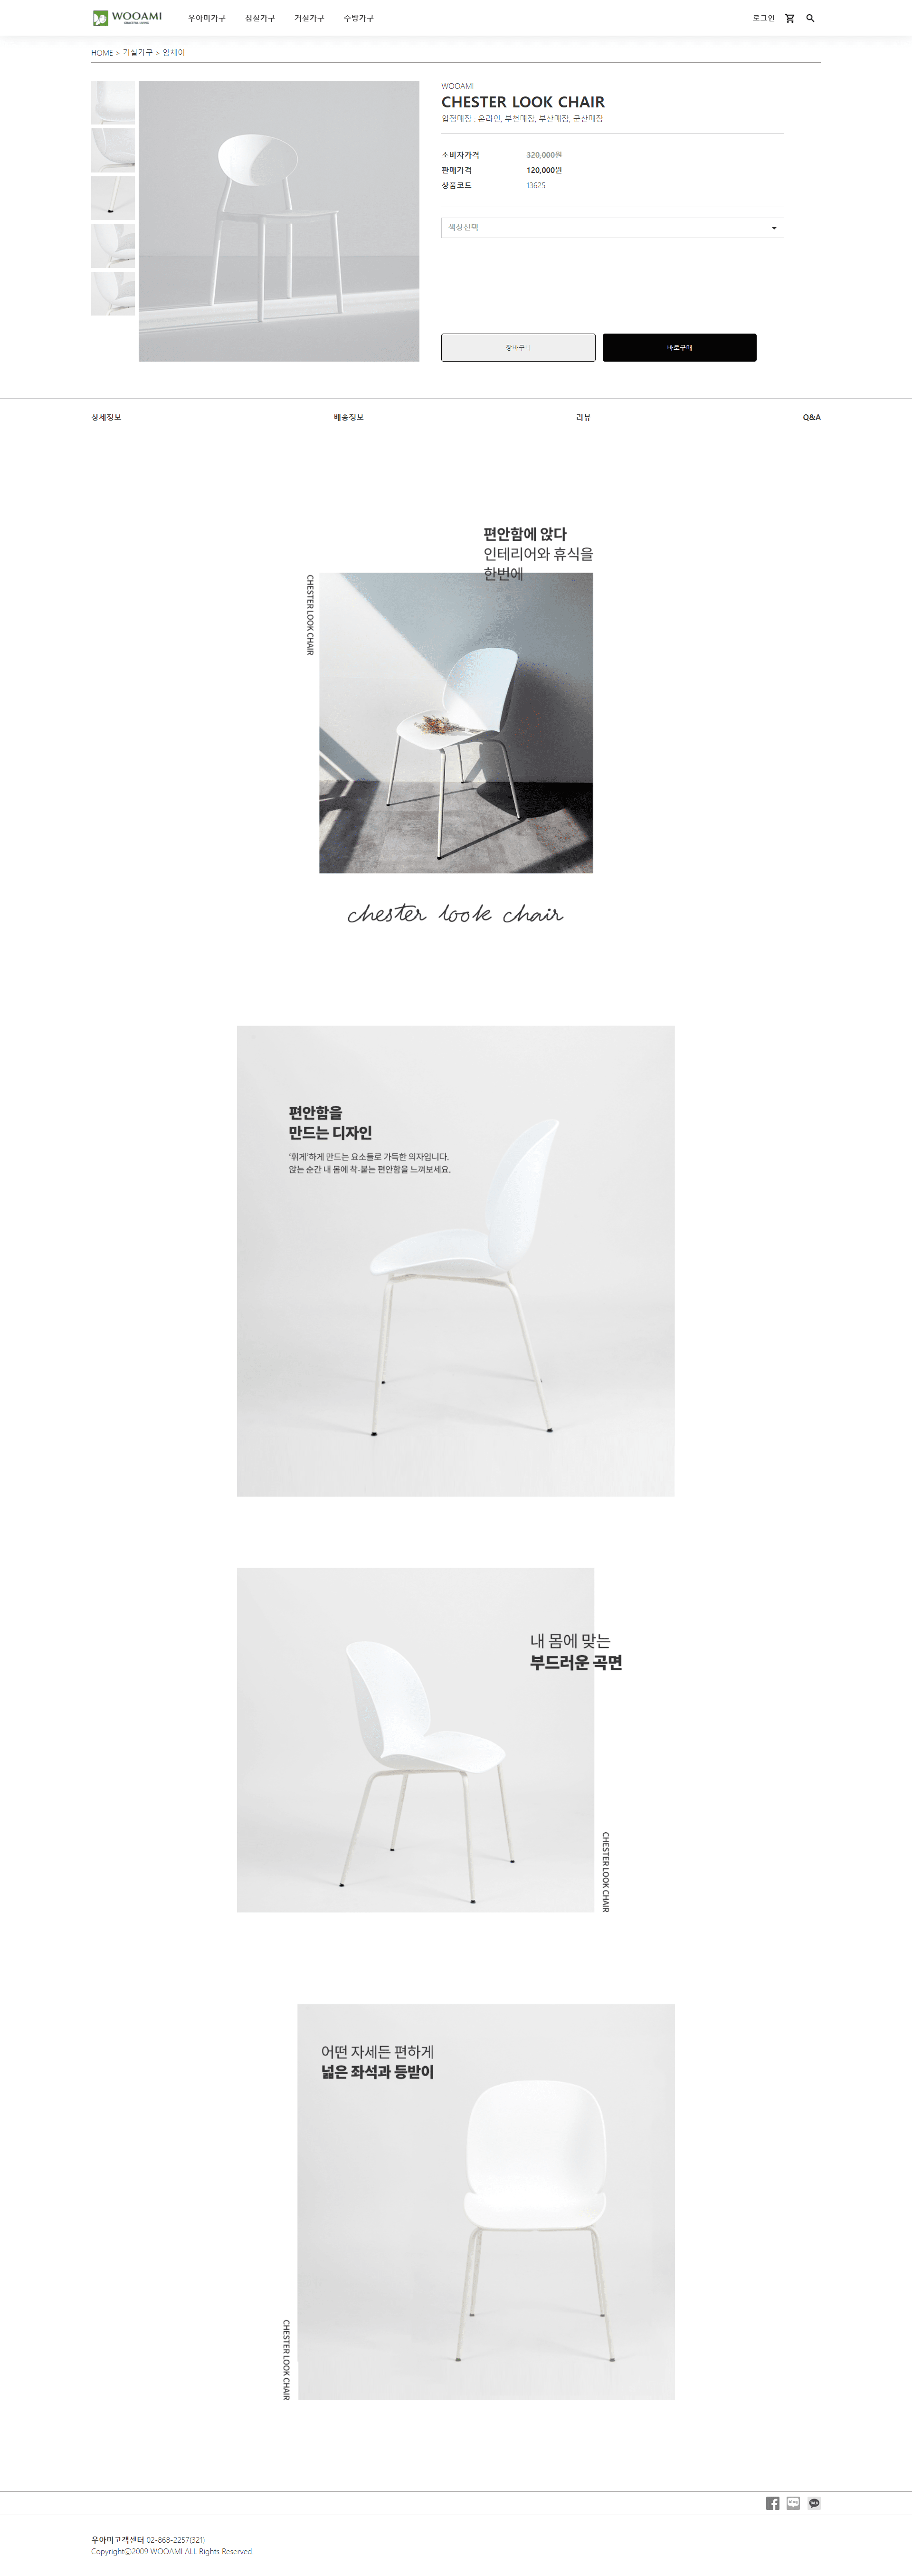 WOOAMI
우아미가구 침실가구 거실가구 주방가구
로그인
HOME > 거실가구 > 암체어
WOOAMI
CHESTER LOOK CHAIR
입점매장 : 온라인, 부천매장, 부산매장, 군산매장
소비자가격 320,000원
판매가격 120,000원
상품코드 13625
색상선택
장바구니 바로구매
상세정보 배송정보 리뷰 Q&A
편안함에 앉다
인테리어와 휴식을
한번에
CHESTER LOOK CHAIR
chester look chair
편안함을
만드는 디자인
'휘게'하게 만드는 요소들로 가득한 의자입니다.
앉는 순간 내 몸에 착-붙는 편안함을 느껴보세요.
내 몸에 맞는
부드러운 곡면
CHESTER LOOK CHAIR
어떤 자세든 편하게
넓은 좌석과 등받이
CHESTER LOOK CHAIR
우아미고객센터 02-868-2257(321)
Copyrightⓒ2009 WOOAMI ALL Rights Reserved.